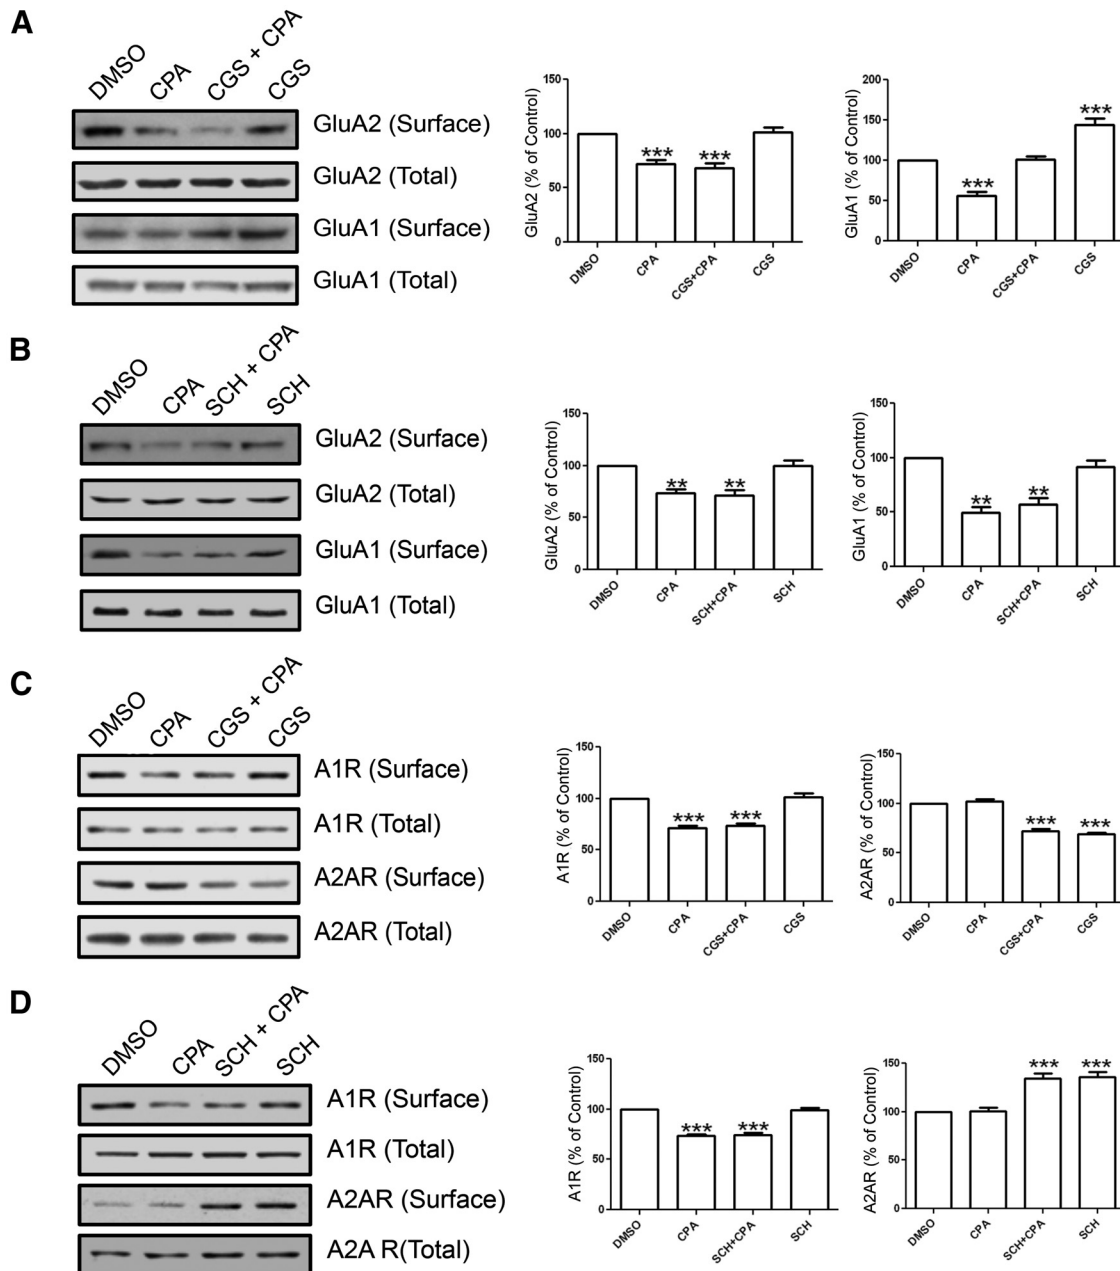 A
DMSO
CPA
CGS + CPA
CGS
GluA2 (Surface)
GluA2 (Total)
GluA1 (Surface)
GluA1 (Total)
GluA2 (% of Control)
150
100
50
0
***
***
DMSO
CPA
CGS+CPA
CGS
GluA1 (% of Control)
200
150
100
50
0
***
***
DMSO
CPA
CGS+CPA
CGS
B
DMSO
CPA
SCH + CPA
SCH
GluA2 (Surface)
GluA2 (Total)
GluA1 (Surface)
GluA1 (Total)
GluA2 (% of Control)
150
100
50
0
**
**
DMSO
CPA
SCH+CPA
SCH
GluA1 (% of Control)
150
100
50
0
**
**
DMSO
CPA
SCH+CPA
SCH
C
DMSO
CPA
CGS + CPA
CGS
A1R (Surface)
A1R (Total)
A2AR (Surface)
A2AR (Total)
A1R (% of Control)
150
100
50
0
***
***
DMSO
CPA
CGS+CPA
CGS
A2AR (% of Control)
150
100
50
0
***
***
DMSO
CPA
CGS+CPA
CGS
D
DMSO
CPA
SCH + CPA
SCH
A1R (Surface)
A1R (Total)
A2AR (Surface)
A2A R(Total)
A1R (% of Control)
150
100
50
0
***
***
DMSO
CPA
SCH+CPA
SCH
A2AR (% of Control)
150
100
50
0
***
***
DMSO
CPA
SCH+CPA
SCH